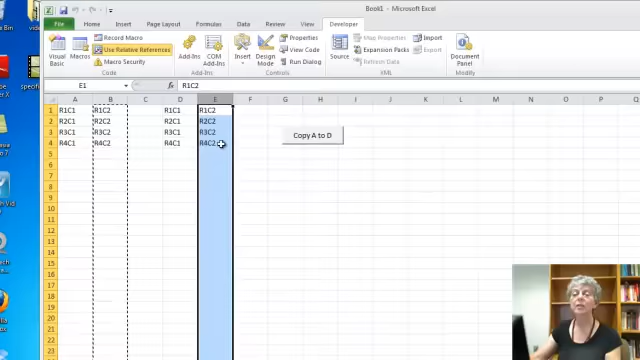 Book1 - Microsoft Excel
File Home Insert Page Layout Formulas Data Review View Developer
Visual Basic
Macros
Record Macro
Use Relative References
Macro Security
Code
Add-Ins
COM Add-Ins
Add-Ins
Insert
Design Mode
Properties
View Code
Run Dialog
Controls
Source
Map Properties
Expansion Packs
Refresh Data
Import
Export
XML
Document Panel
Modify
E1 fx R1C2
A B C D E F G H I J K L M N O P Q
1 R1C1 R1C2 R1C1 R1C2
2 R2C1 R2C2 R2C1 R2C2
3 R3C1 R3C2 R3C1 R3C2
4 R4C1 R4C2 R4C1 R4C2
Copy A to D
5
6
7
8
9
10
11
12
13
14
15
16
17
18
19
20
21
22